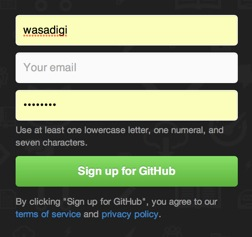 wasadigi
Your email
••••••••
Use at least one lowercase letter, one numeral, and
seven characters.
Sign up for GitHub
By clicking "Sign up for GitHub", you agree to our
terms of service and privacy policy.